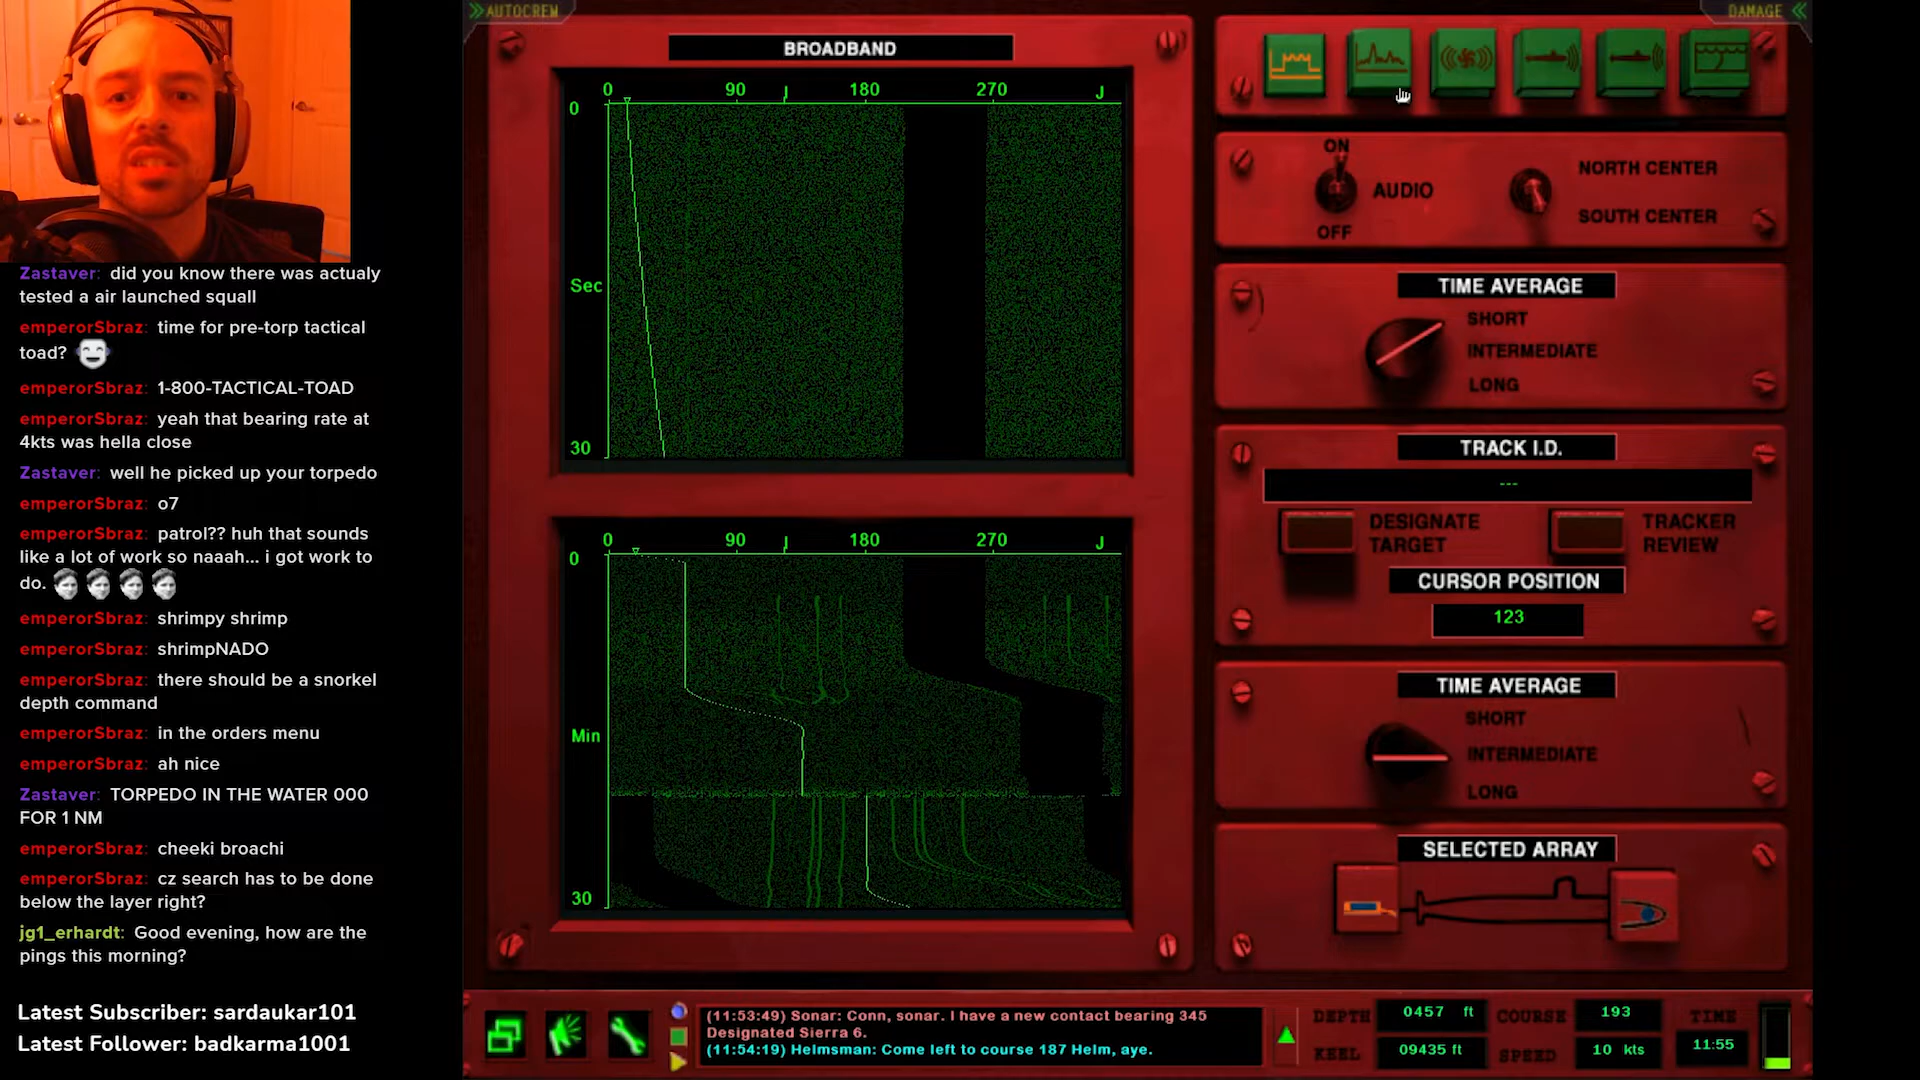 AUTOCREW
DAMAGE
Zastaver: did you know there was actualy
tested a air launched squall
emperorSbraz: time for pre-torp tactical
toad?
emperorSbraz: 1-800-TACTICAL-TOAD
emperorSbraz: yeah that bearing rate at
4kts was hella close
Zastaver: well he picked up your torpedo
emperorSbraz: o7
emperorSbraz: patrol?? huh that sounds
like a lot of work so naaah... i got work to
do.
emperorSbraz: shrimpy shrimp
emperorSbraz: shrimpNADO
emperorSbraz: there should be a snorkel
depth command
emperorSbraz: in the orders menu
emperorSbraz: ah nice
Zastaver: TORPEDO IN THE WATER 000
FOR 1 NM
emperorSbraz: cheeki broachi
emperorSbraz: cz search has to be done
below the layer right?
jg1_erhardt: Good evening, how are the
pings this morning?
Latest Subscriber: sardaukar101
Latest Follower: badkarma1001
BROADBAND
0 90 180 270
0
Sec
30
0 90 180 270
0
Min
30
ON
AUDIO
OFF
NORTH CENTER
SOUTH CENTER
TIME AVERAGE
SHORT
INTERMEDIATE
LONG
TRACK I.D.
---
DESIGNATE
TARGET
TRACKER
REVIEW
CURSOR POSITION
123
TIME AVERAGE
SHORT
INTERMEDIATE
LONG
SELECTED ARRAY
(11:53:49) Sonar: Conn, sonar. I have a new contact bearing 345
Designated Sierra 6.
(11:54:19) Helmsman: Come left to course 187 Helm, aye.
DEPTH 0457 ft COURSE 193 TIME
KEEL 09435 ft SPEED 10 kts 11:55